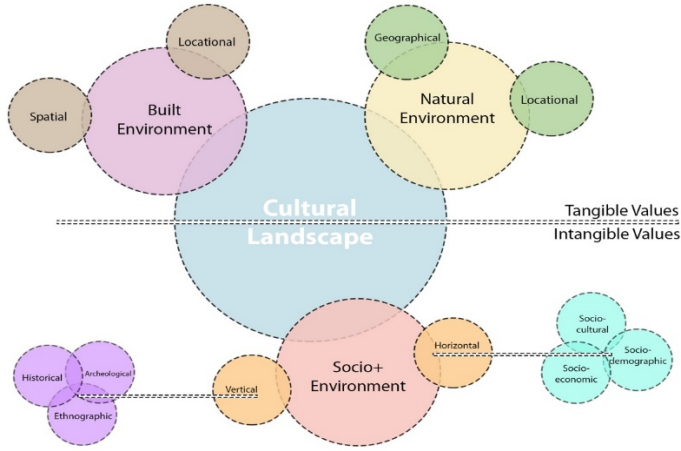 Locational
Spatial
Built
Environment
Geographical
Natural
Environment
Locational
Cultural
Landscape
Tangible Values
Intangible Values
Historical
Archeological
Ethnographic
Vertical
Socio+
Environment
Horizontal
Socio-
cultural
Socio-
demographic
Socio-
economic